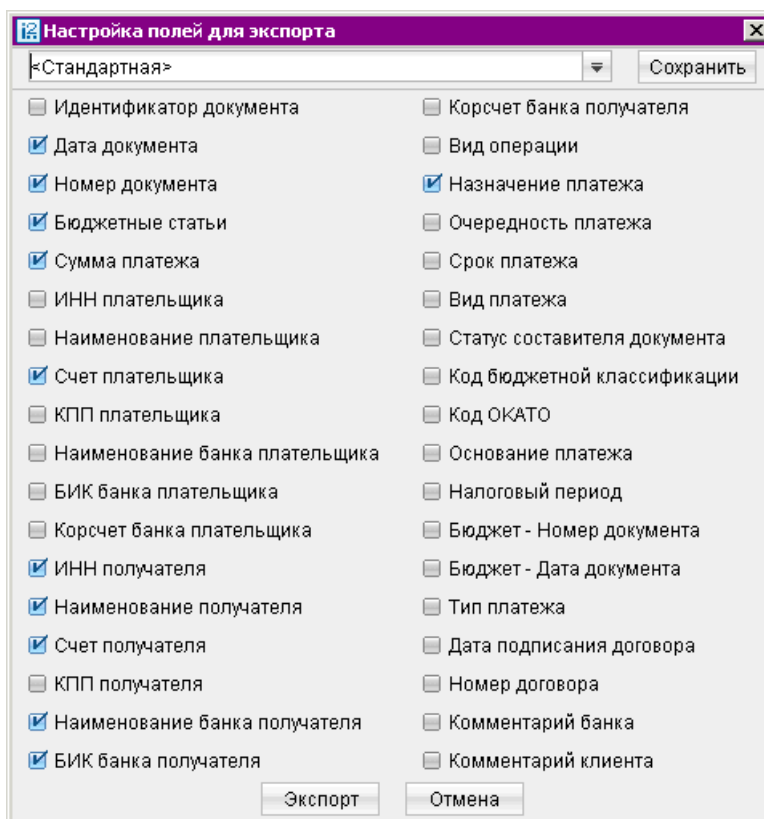 Настройка полей для экспорта
<Стандартная>
Сохранить
Идентификатор документа
Дата документа
Номер документа
Бюджетные статьи
Сумма платежа
ИНН плательщика
Наименование плательщика
Счет плательщика
КПП плательщика
Наименование банка плательщика
БИК банка плательщика
Корсчет банка плательщика
ИНН получателя
Наименование получателя
Счет получателя
КПП получателя
Наименование банка получателя
БИК банка получателя
Корсчет банка получателя
Вид операции
Назначение платежа
Очередность платежа
Срок платежа
Вид платежа
Статус составителя документа
Код бюджетной классификации
Код ОКАТО
Основание платежа
Налоговый период
Бюджет - Номер документа
Бюджет - Дата документа
Тип платежа
Дата подписания договора
Номер договора
Комментарий банка
Комментарий клиента
Экспорт
Отмена